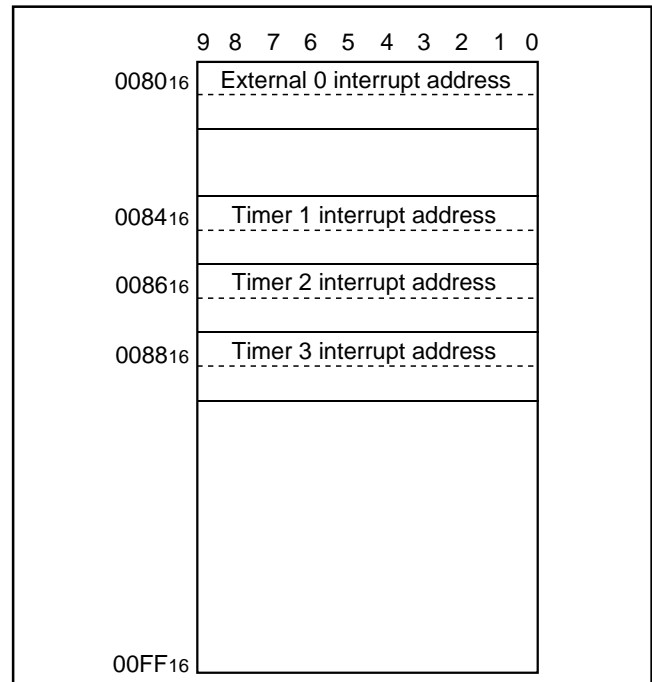 9 8 7 6 5 4 3 2 1 0
0080₁₆ External 0 interrupt address
0084₁₆ Timer 1 interrupt address
0086₁₆ Timer 2 interrupt address
0088₁₆ Timer 3 interrupt address
00FF₁₆